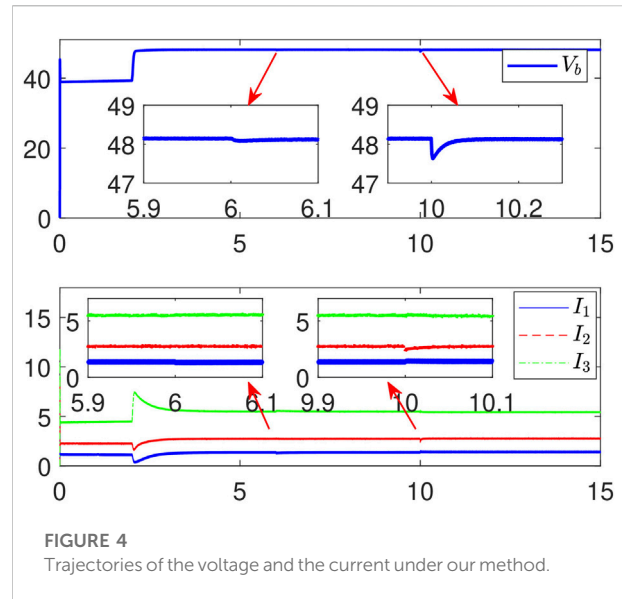 40
20
0
V_b
49
48
47
5.9 6 6.1
49
48
47
10 10.2
0 5 10 15
15
10
5
0
I_1
I_2
I_3
5
0
5.9 6 6.1
5
0
9.9 10 10.1
0 5 10 15
FIGURE 4
Trajectories of the voltage and the current under our method.